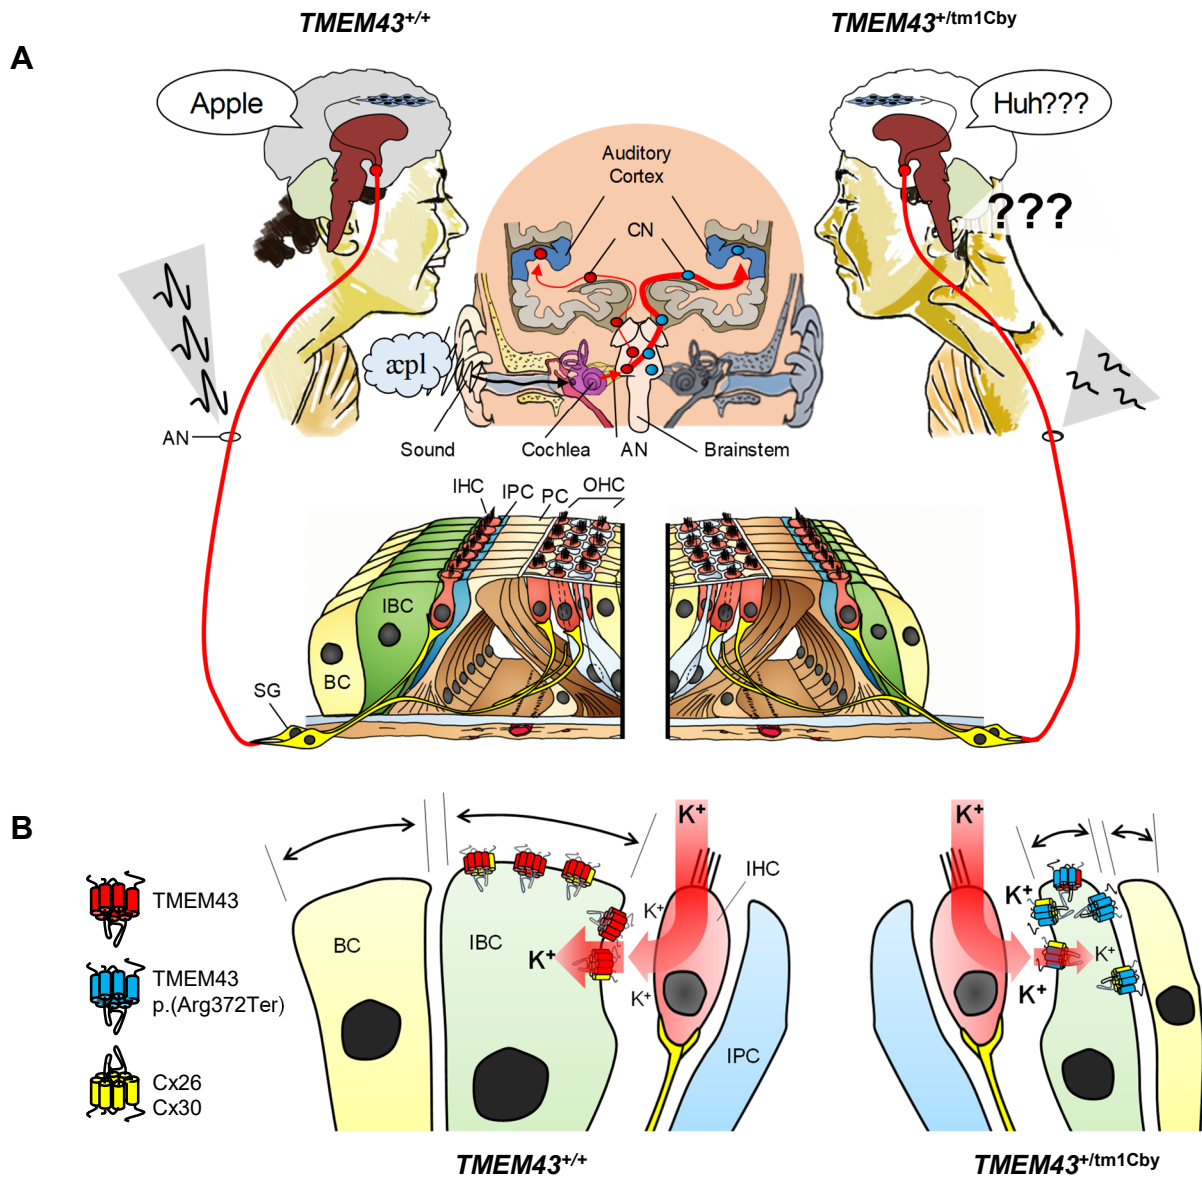 TMEM43+/+
TMEM43+/tm1Cby
A
Apple
Huh???
???
Auditory
Cortex
CN
æpl
AN
Sound
Cochlea
AN
Brainstem
IHC
IPC
PC
OHC
IBC
BC
SG
B
TMEM43
TMEM43
p.(Arg372Ter)
Cx26
Cx30
BC
IBC
K+
K+
K+
K+
IHC
IPC
K+
K+
K+
K+
TMEM43+/+
TMEM43+/tm1Cby